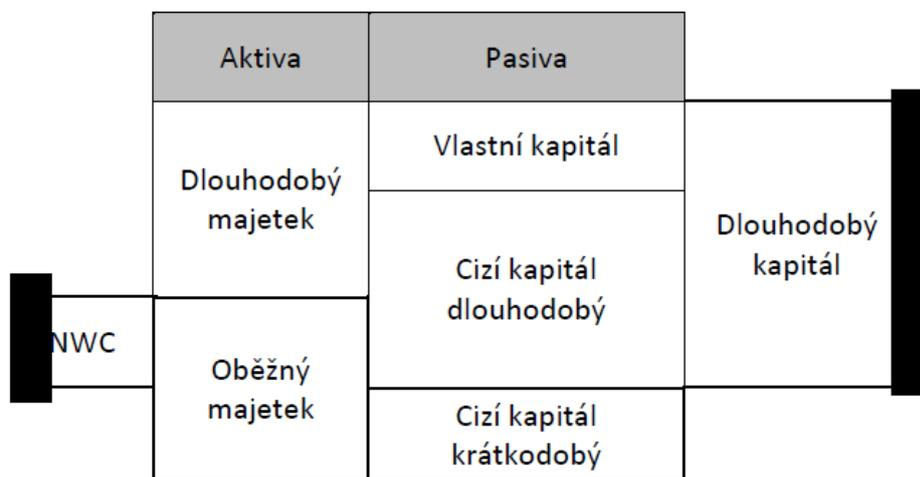 Aktiva
Pasiva
Dlouhodobý
majetek
Vlastní kapitál
Cizí kapitál
dlouhodobý
Dlouhodobý
kapitál
NWC
Oběžný
majetek
Cizí kapitál
krátkodobý